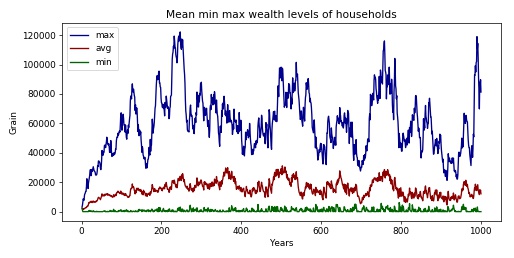 Mean min max wealth levels of households
max
avg
min
Grain
120000
100000
80000
60000
40000
20000
0
0 200 400 600 800 1000
Years